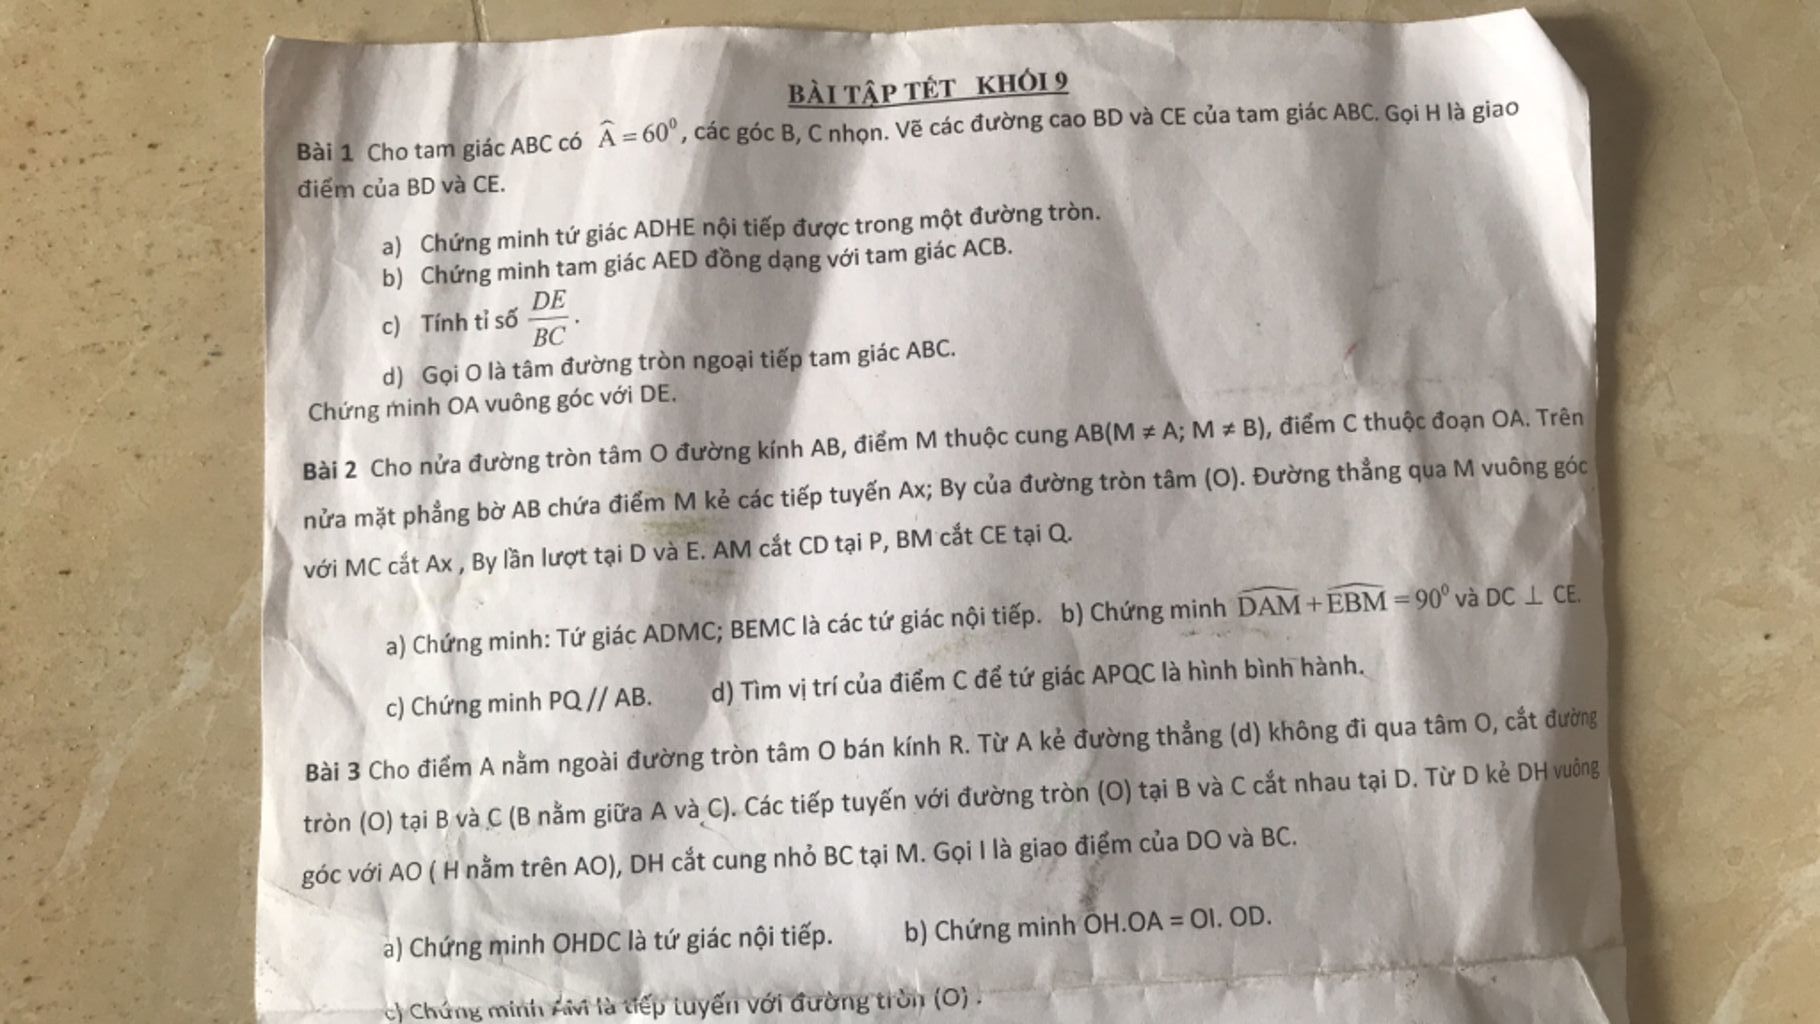 BÀI TẬP TẾT KHỐI 9
Bài 1 Cho tam giác ABC có Â = 60⁰, các góc B, C nhọn. Vẽ các đường cao BD và CE của tam giác ABC. Gọi H là giao
điểm của BD và CE.
a) Chứng minh tứ giác ADHE nội tiếp được trong một đường tròn.
b) Chứng minh tam giác AED đồng dạng với tam giác ACB.
c) Tính tỉ số DE/BC.
d) Gọi O là tâm đường tròn ngoại tiếp tam giác ABC.
Chứng minh OA vuông góc với DE.
Bài 2 Cho nửa đường tròn tâm O đường kính AB, điểm M thuộc cung AB(M ≠ A; M ≠ B), điểm C thuộc đoạn OA. Trên
nửa mặt phẳng bờ AB chứa điểm M kẻ các tiếp tuyến Ax; By của đường tròn tâm (O). Đường thẳng qua M vuông góc
với MC cắt Ax , By lần lượt tại D và E. AM cắt CD tại P, BM cắt CE tại Q.
a) Chứng minh: Tứ giác ADMC; BEMC là các tứ giác nội tiếp. b) Chứng minh DAM + EBM = 90⁰ và DC ⊥ CE.
c) Chứng minh PQ // AB. d) Tìm vị trí của điểm C để tứ giác APQC là hình bình hành.
Bài 3 Cho điểm A nằm ngoài đường tròn tâm O bán kính R. Từ A kẻ đường thẳng (d) không đi qua tâm O, cắt đường
tròn (O) tại B và C (B nằm giữa A và C). Các tiếp tuyến với đường tròn (O) tại B và C cắt nhau tại D. Từ D kẻ DH vuông
góc với AO ( H nằm trên AO), DH cắt cung nhỏ BC tại M. Gọi I là giao điểm của DO và BC.
a) Chứng minh OHDC là tứ giác nội tiếp. b) Chứng minh OH.OA = OI. OD.
c) Chứng minh AM là tiếp tuyến với đường tròn (O) .